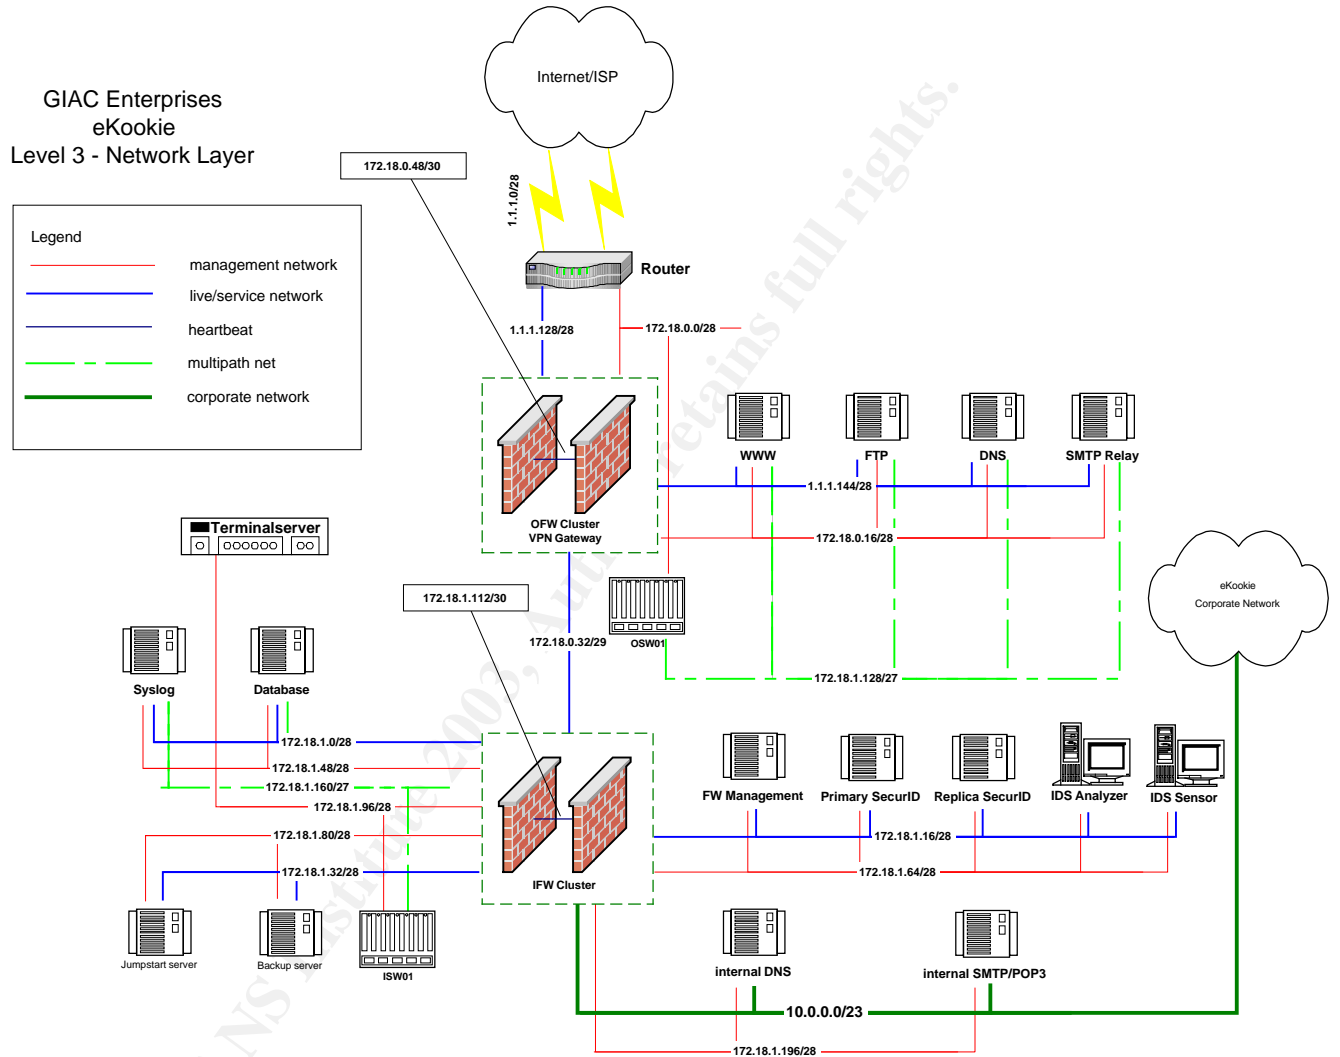 Internet/ISP
GIAC Enterprises
eKookie
Level 3 - Network Layer
172.18.0.48/30
1.1.1.0/28
Legend
management network
live/service network
heartbeat
multipath net
corporate network
Router
1.1.1.128/28
172.18.0.0/28
WWW
FTP
DNS
SMTP Relay
1.1.1.144/28
OFW Cluster
VPN Gateway
172.18.0.16/28
Terminalserver
eKookie
Corporate Network
172.18.1.112/30
172.18.0.32/29
OSW01
172.18.1.128/27
Syslog
Database
172.18.1.0/28
172.18.1.48/28
172.18.1.160/27
172.18.1.96/28
FW Management
Primary SecurID
Replica SecurID
IDS Analyzer
IDS Sensor
172.18.1.80/28
172.18.1.16/28
172.18.1.32/28
172.18.1.64/28
IFW Cluster
Jumpstart server
Backup server
ISW01
internal DNS
internal SMTP/POP3
10.0.0.0/23
172.18.1.196/28
NS Institute 2003, Aut retains full rights.